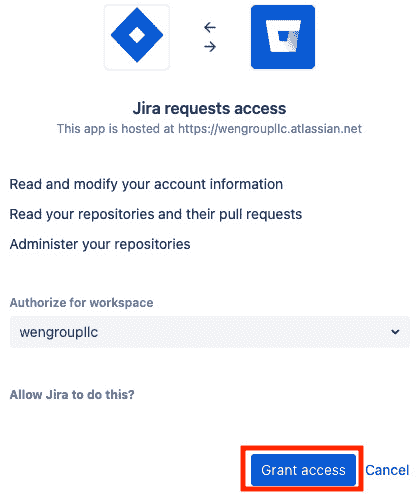 Jira requests access
This app is hosted at https://wengroupllc.atlassian.net
Read and modify your account information
Read your repositories and their pull requests
Administer your repositories
Authorize for workspace
wengroupllc
Allow Jira to do this?
Grant access Cancel